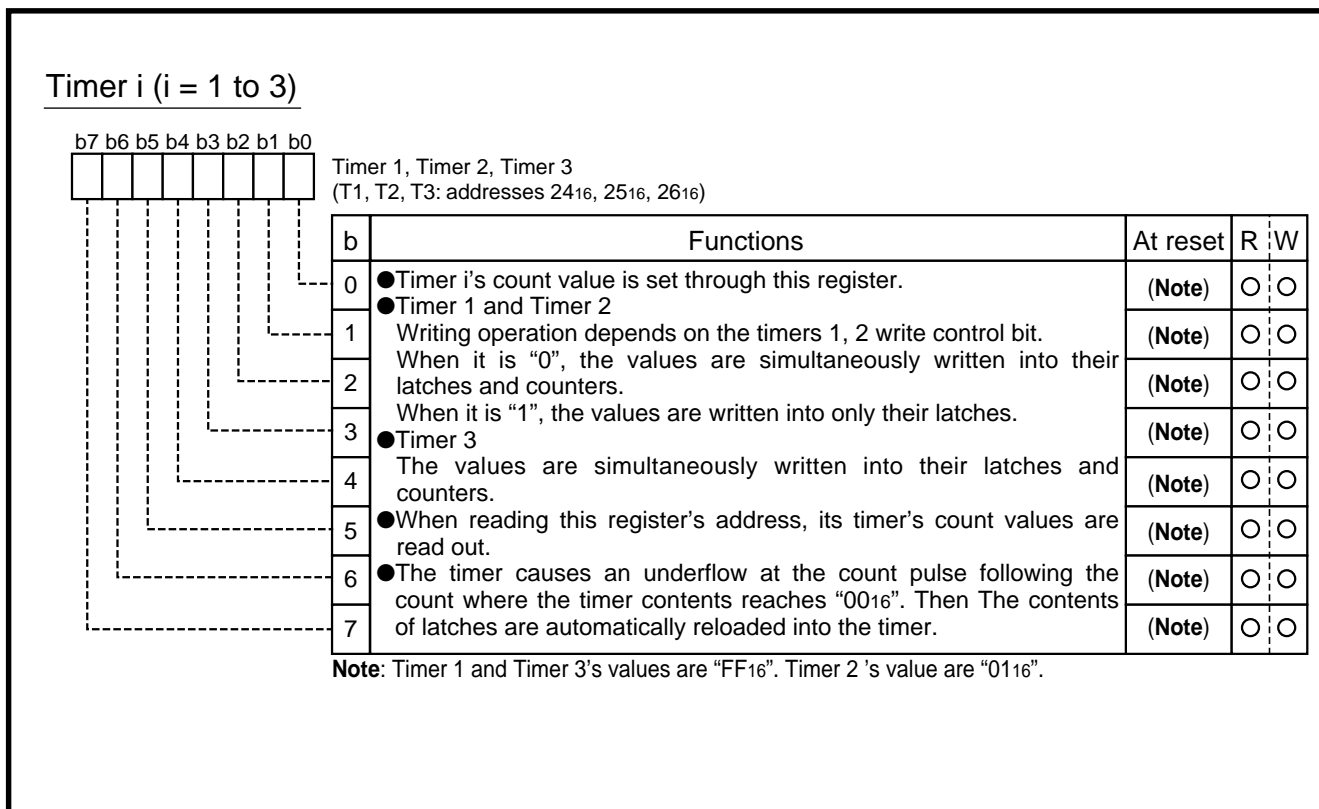 Timer i (i = 1 to 3)
b7 b6 b5 b4 b3 b2 b1 b0
Timer 1, Timer 2, Timer 3
(T1, T2, T3: addresses 2416, 2516, 2616)
b Functions At reset R W
0 ●Timer i’s count value is set through this register. (Note) O O
●Timer 1 and Timer 2
1 Writing operation depends on the timers 1, 2 write control bit. (Note) O O
When it is “0”, the values are simultaneously written into their
2 latches and counters. (Note) O O
When it is “1”, the values are written into only their latches.
3 ●Timer 3 (Note) O O
The values are simultaneously written into their latches and
4 counters. (Note) O O
5 ●When reading this register’s address, its timer’s count values are (Note) O O
read out.
6 ●The timer causes an underflow at the count pulse following the (Note) O O
count where the timer contents reaches “0016”. Then The contents
7 of latches are automatically reloaded into the timer. (Note) O O
Note: Timer 1 and Timer 3’s values are “FF16”. Timer 2 ’s value are “0116”.